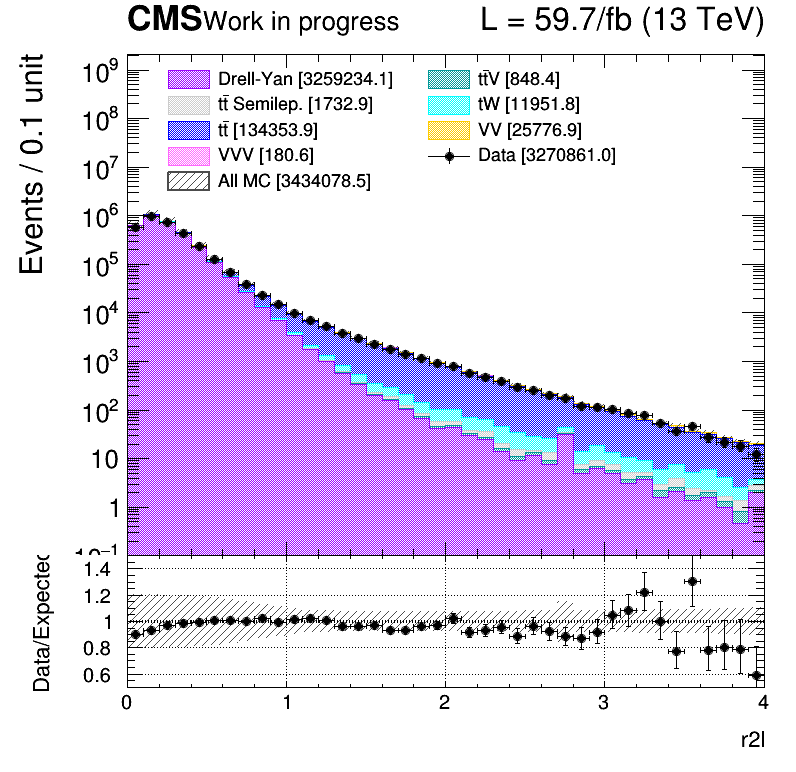 CMS Work in progress L = 59.7/fb (13 TeV)
Events / 0.1 unit
10⁹
10⁸
10⁷
10⁶
10⁵
10⁴
10³
10²
10
1
10⁻¹
Drell-Yan [3259234.1]
tt̄ Semilep. [1732.9]
tt̄ [134353.9]
VVV [180.6]
All MC [3434078.5]
tt̄V [848.4]
tW [11951.8]
VV [25776.9]
Data [3270861.0]
Data/Expected
1.4
1.2
1
0.8
0.6
0 1 2 3 4
r2l